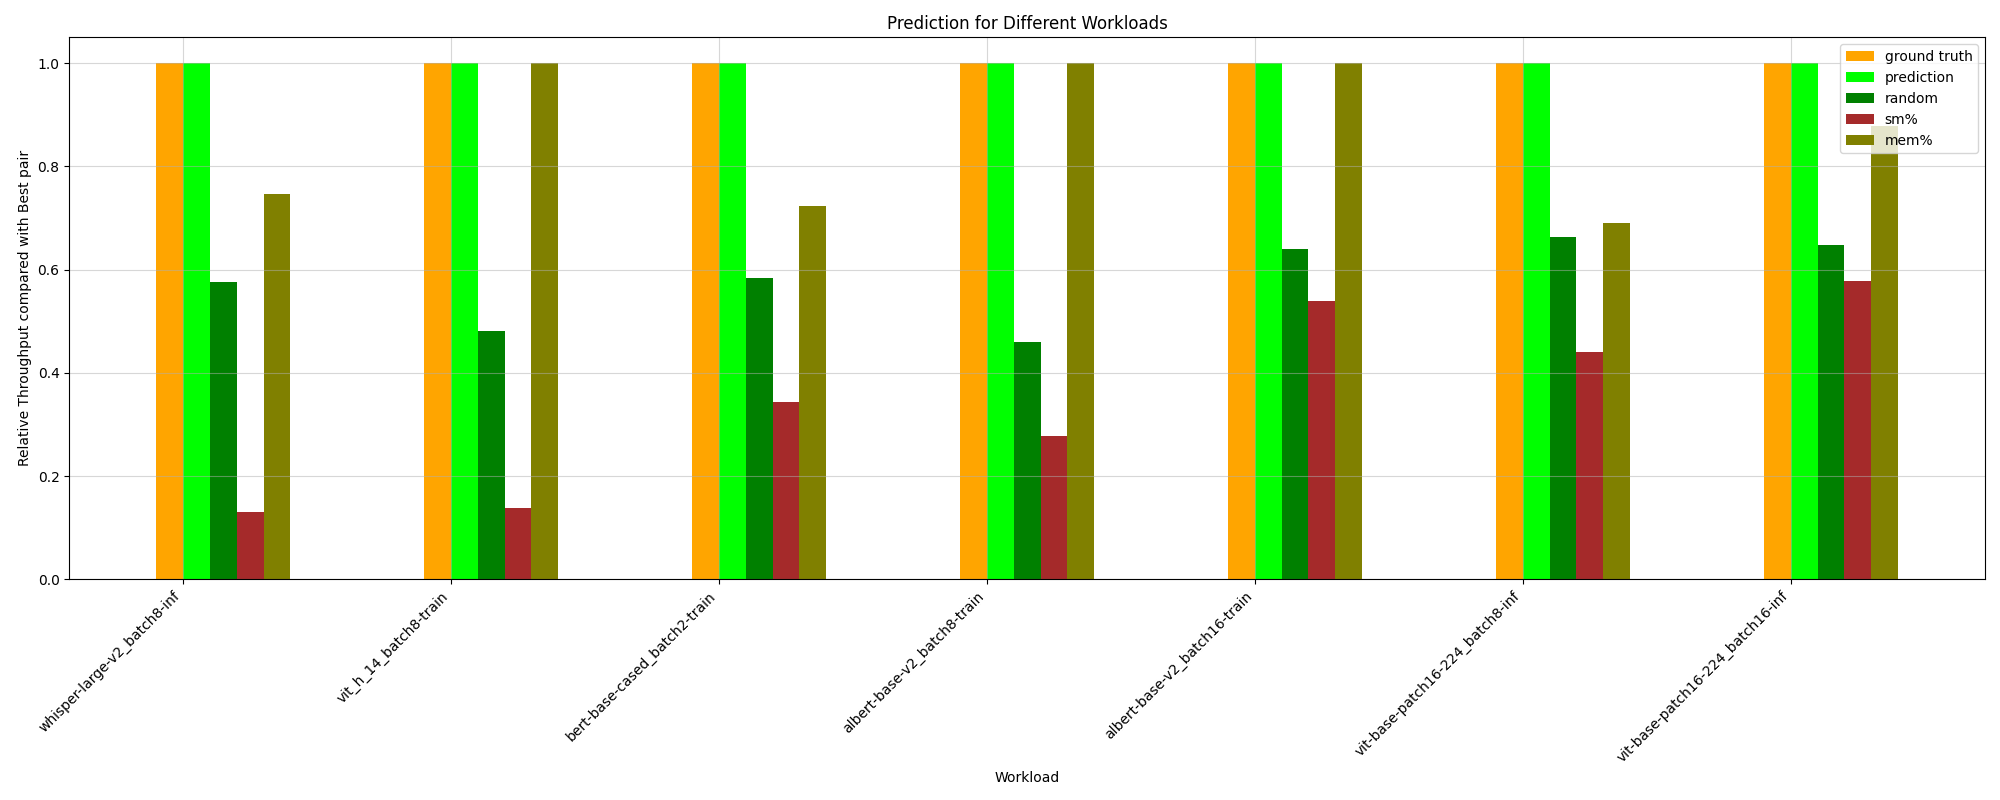 Prediction for Different Workloads
ground truth
prediction
random
sm%
mem%
Relative Throughput compared with Best pair
1.0
0.8
0.6
0.4
0.2
0.0
whisper-large-v2_batch8-inf
vit_h_14_batch8-train
bert-base-cased_batch2-train
albert-base-v2_batch8-train
albert-base-v2_batch16-train
vit-base-patch16-224_batch8-inf
vit-base-patch16-224_batch16-inf
Workload